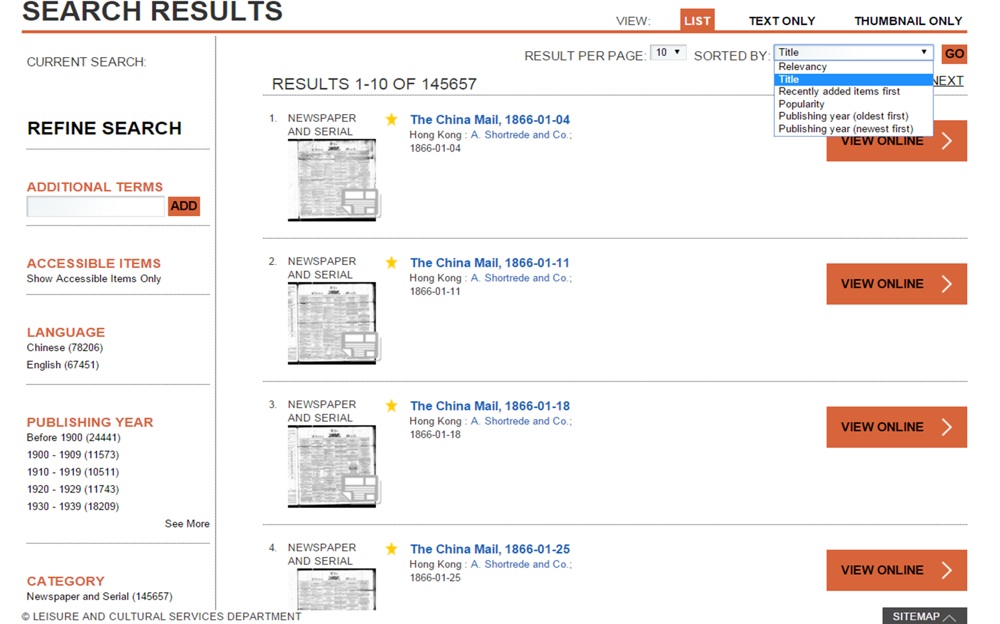 SEARCH RESULTS
VIEW:
LIST
TEXT ONLY
THUMBNAIL ONLY
CURRENT SEARCH:
REFINE SEARCH
ADDITIONAL TERMS
ADD
ACCESSIBLE ITEMS
Show Accessible Items Only
LANGUAGE
Chinese (78206)
English (67451)
PUBLISHING YEAR
Before 1900 (24441)
1900 - 1909 (11573)
1910 - 1919 (10511)
1920 - 1929 (11743)
1930 - 1939 (18209)
See More
CATEGORY
Newspaper and Serial (145657)
RESULT PER PAGE: 10
SORTED BY: Title
GO
Relevancy
Title
Recently added items first
Popularity
Publishing year (oldest first)
Publishing year (newest first)
RESULTS 1-10 OF 145657
NEXT
1. NEWSPAPER
AND SERIAL
The China Mail, 1866-01-04
Hong Kong : A. Shortrede and Co.;
1866-01-04
VIEW ONLINE
2. NEWSPAPER
AND SERIAL
The China Mail, 1866-01-11
Hong Kong : A. Shortrede and Co.;
1866-01-11
VIEW ONLINE
3. NEWSPAPER
AND SERIAL
The China Mail, 1866-01-18
Hong Kong : A. Shortrede and Co.;
1866-01-18
VIEW ONLINE
4. NEWSPAPER
AND SERIAL
The China Mail, 1866-01-25
Hong Kong : A. Shortrede and Co.;
1866-01-25
VIEW ONLINE
© LEISURE AND CULTURAL SERVICES DEPARTMENT
SITEMAP